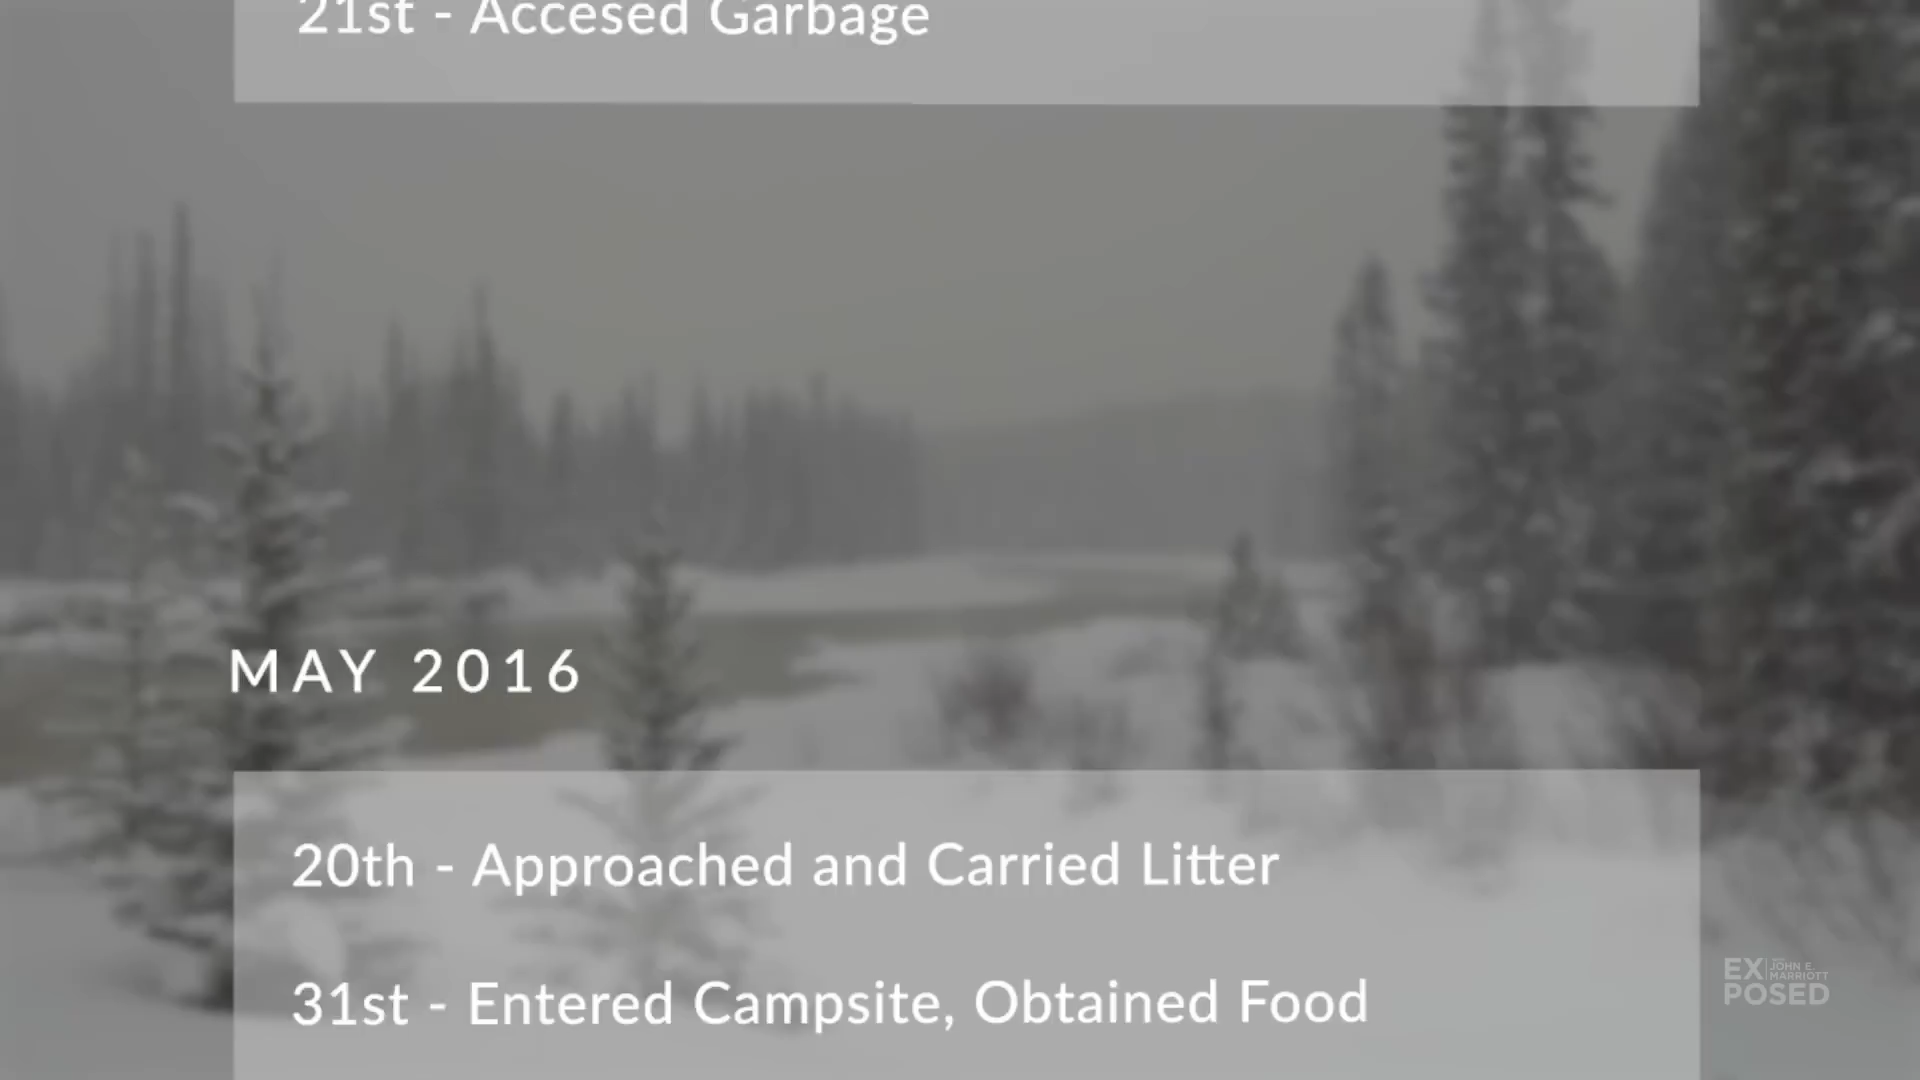 21st - Accesed Garbage
MAY 2016
20th - Approached and Carried Litter
31st - Entered Campsite, Obtained Food
EX
JOHN E.
MARRIOTT
POSED